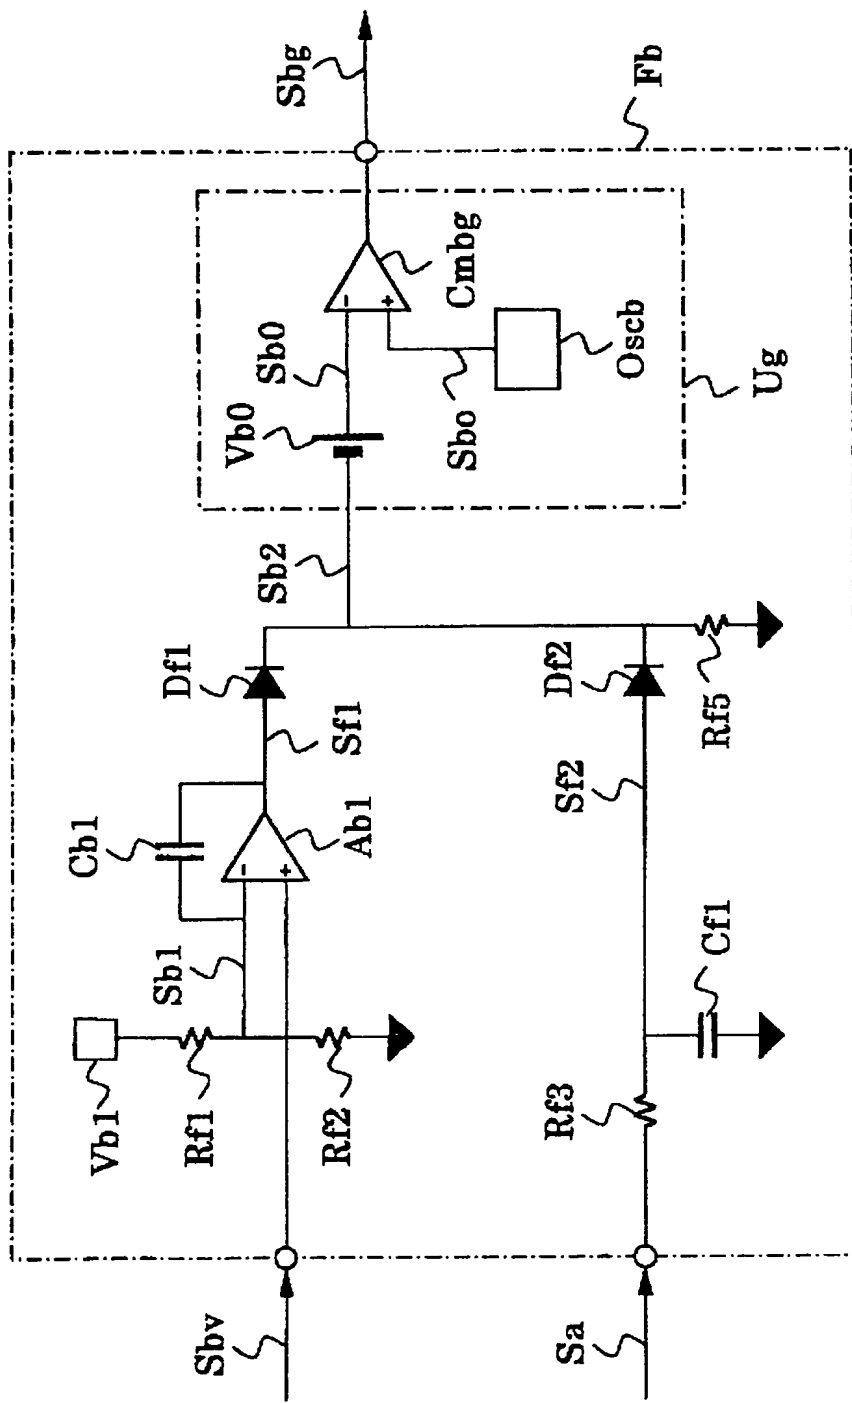 Sbg
Fb
Cmbg
Sb0
Vb0
Sbo
Oscb
Ug
Sb2
Df1
Sf1
Cb1
Ab1
Sb1
Vb1
Rf1
Rf2
Df2
Rf5
Sf2
Cf1
Rf3
Sbv
Sa
- +
- +